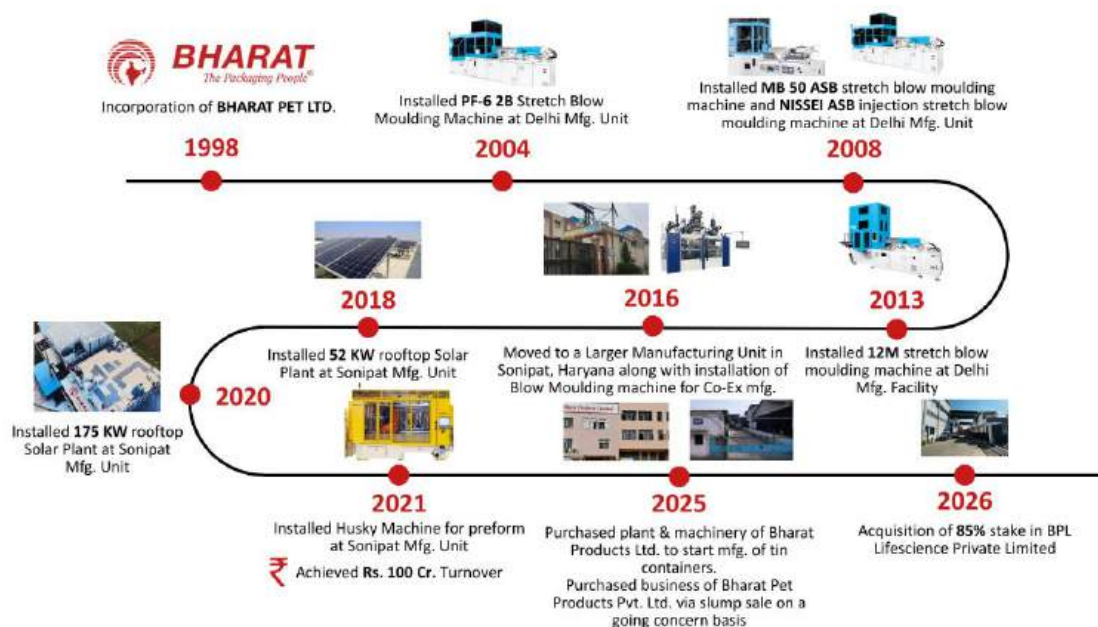 BHARAT
The Packaging People®
Incorporation of BHARAT PET LTD.
1998
Installed PF-6 2B Stretch Blow
Moulding Machine at Delhi Mfg. Unit
2004
Installed MB 50 ASB stretch blow moulding
machine and NISSEI ASB injection stretch blow
moulding machine at Delhi Mfg. Unit
2008
2013
Installed 12M stretch blow
moulding machine at Delhi
Mfg. Facility
2016
Moved to a Larger Manufacturing Unit in
Sonipat, Haryana along with installation of
Blow Moulding machine for Co-Ex mfg.
2018
Installed 52 KW rooftop Solar
Plant at Sonipat Mfg. Unit
2020
Installed 175 KW rooftop
Solar Plant at Sonipat
Mfg. Unit
2021
Installed Husky Machine for preform
at Sonipat Mfg. Unit
₹ Achieved Rs. 100 Cr. Turnover
2025
Purchased plant & machinery of Bharat
Products Ltd. to start mfg. of tin
containers.
Purchased business of Bharat Pet
Products Pvt. Ltd. via slump sale on a
going concern basis
2026
Acquisition of 85% stake in BPL
Lifescience Private Limited